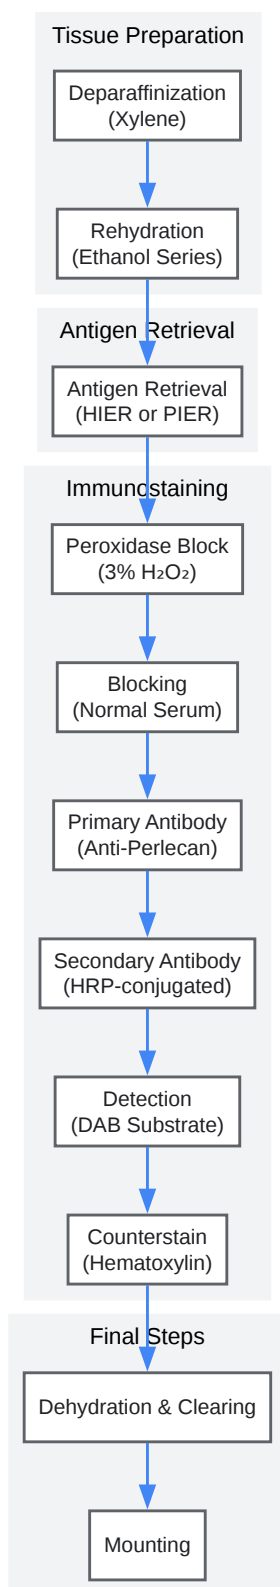 Tissue Preparation
Deparaffinization
(Xylene)
Rehydration
(Ethanol Series)
Antigen Retrieval
Antigen Retrieval
(HIER or PIER)
Immunostaining
Peroxidase Block
(3% H₂O₂)
Blocking
(Normal Serum)
Primary Antibody
(Anti-Perlecan)
Secondary Antibody
(HRP-conjugated)
Detection
(DAB Substrate)
Counterstain
(Hematoxylin)
Final Steps
Dehydration & Clearing
Mounting